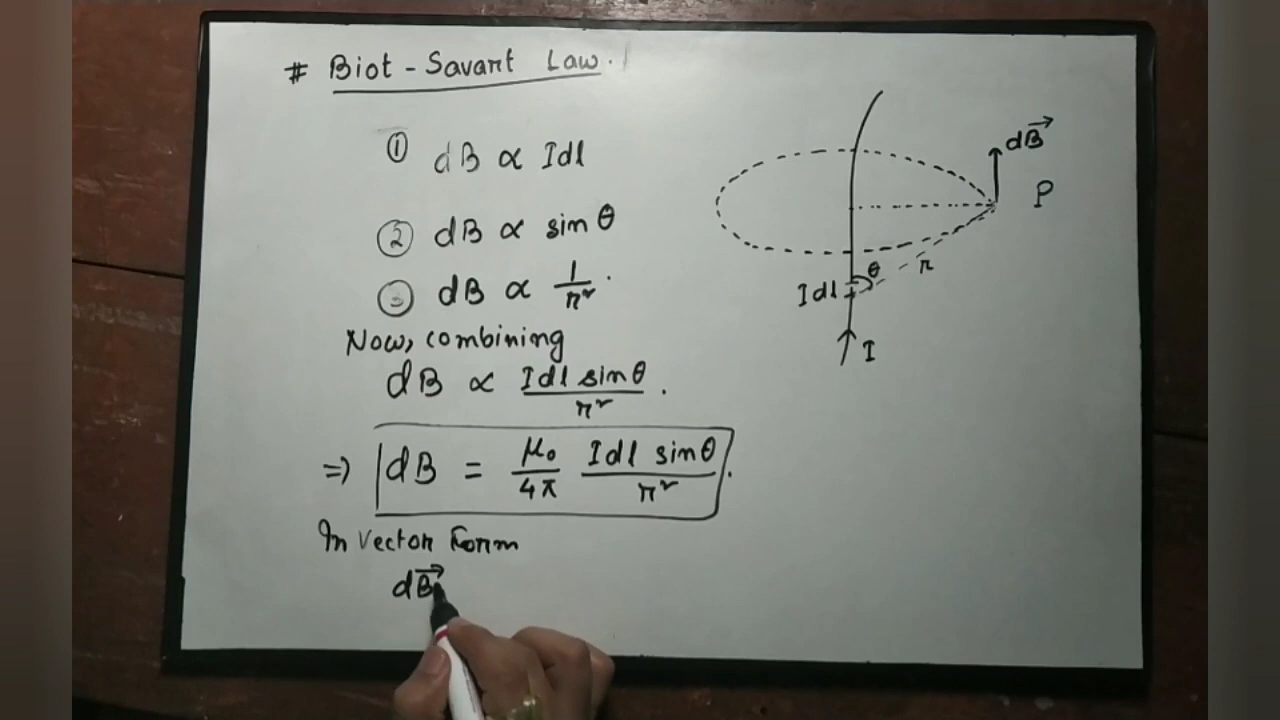 # Biot - Savart Law.
① dB ∝ Idl
② dB ∝ sin θ
③ dB ∝ 1/r².
Now, combining
dB ∝ Idl sinθ / r².
⇒ dB = μ₀/4π Idl sinθ / r².
In Vector Form
dB⃗
dB⃗
P
θ
r
Idl
I